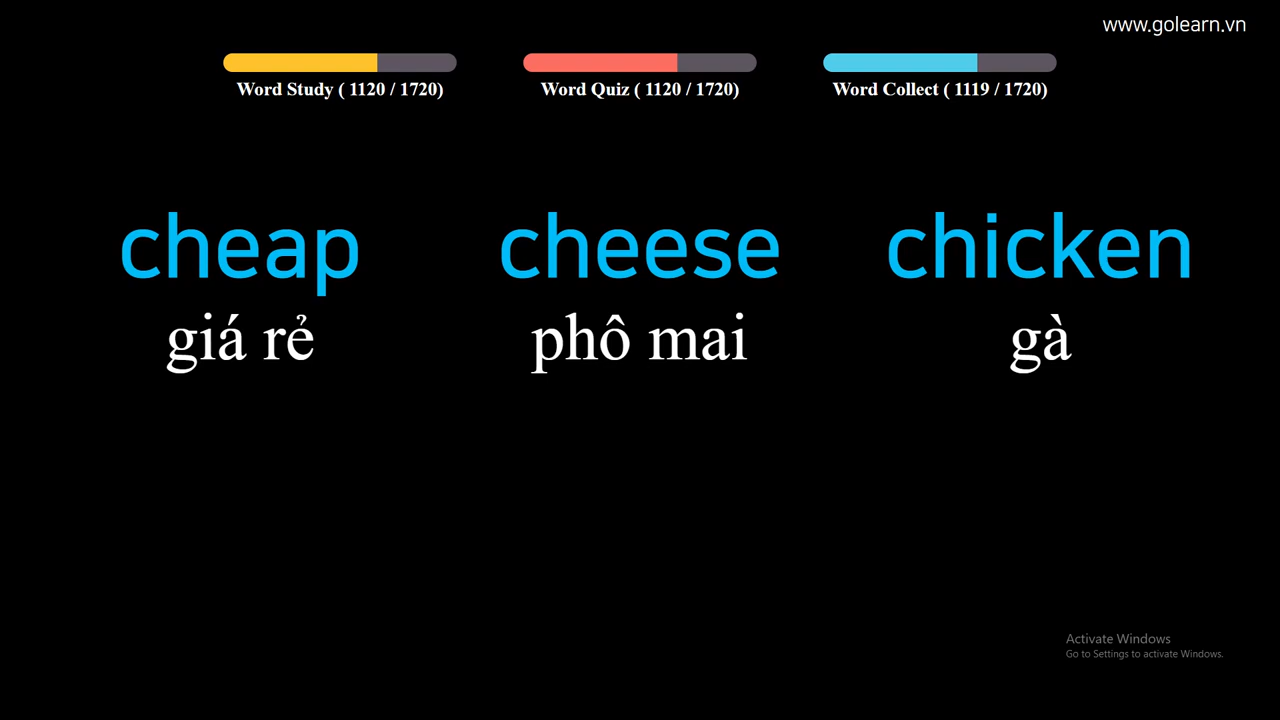 www.golearn.vn
Word Study ( 1120 / 1720)
Word Quiz ( 1120 / 1720)
Word Collect ( 1119 / 1720)
cheap
cheese
chicken
giá rẻ
phô mai
gà
Activate Windows
Go to Settings to activate Windows.